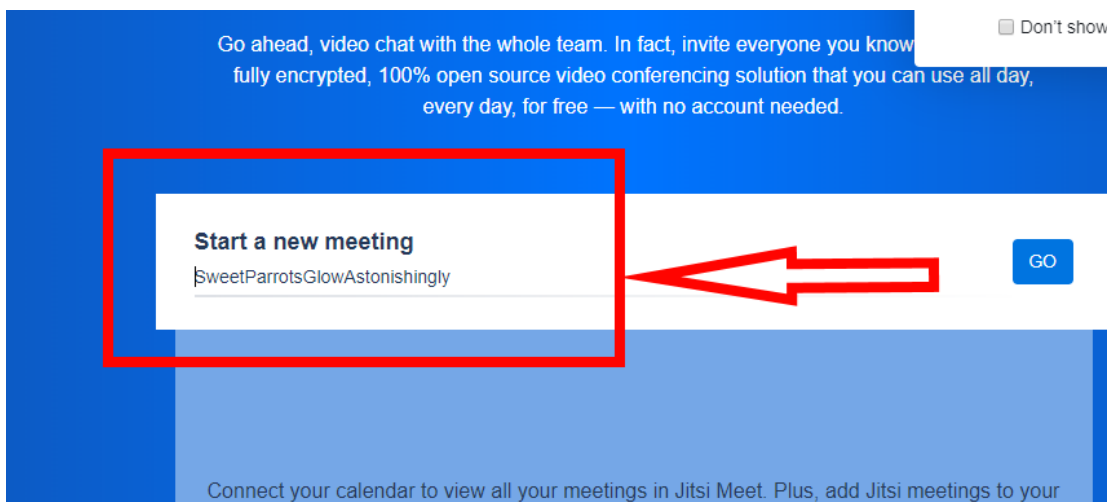 Don't show
Go ahead, video chat with the whole team. In fact, invite everyone you know
fully encrypted, 100% open source video conferencing solution that you can use all day,
every day, for free — with no account needed.
Start a new meeting
SweetParrotsGlowAstonishingly
GO
Connect your calendar to view all your meetings in Jitsi Meet. Plus, add Jitsi meetings to your